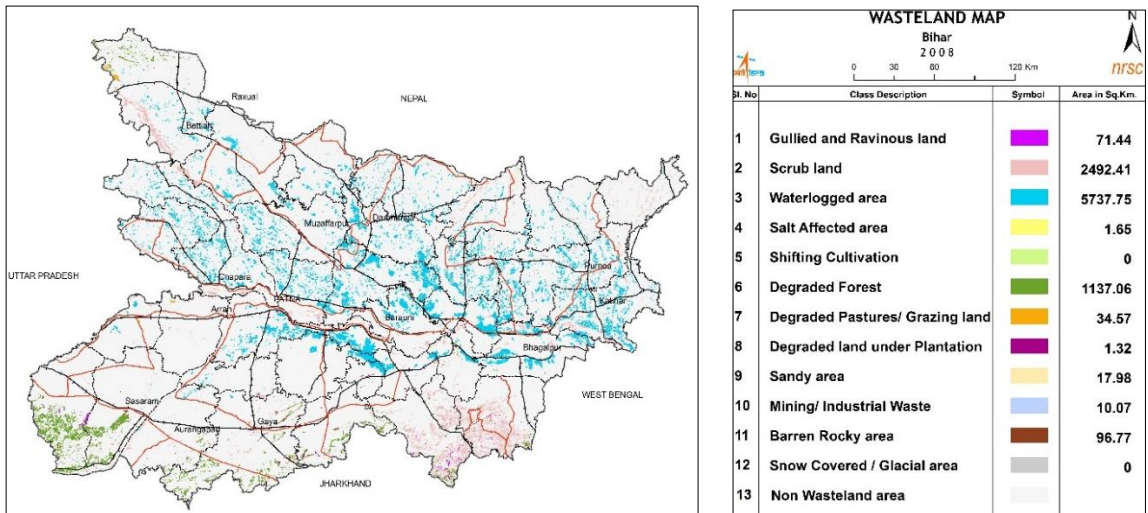 Raxual
NEPAL
Bettiah
Muzaffarpur
UTTAR PRADESH
Chapara
Purnea
PATNA
Katihar
Arrah
Barauni
Bhagalpur
WEST BENGAL
Sasaram
Gaya
Aurangabad
JHARKHAND
WASTELAND MAP
Bihar
2008
N
0 30 60 120 Km
nrsc
Sl. No Class Description Symbol Area in Sq.Km.
1 Gullied and Ravinous land 71.44
2 Scrub land 2492.41
3 Waterlogged area 5737.75
4 Salt Affected area 1.65
5 Shifting Cultivation 0
6 Degraded Forest 1137.06
7 Degraded Pastures/ Grazing land 34.57
8 Degraded land under Plantation 1.32
9 Sandy area 17.98
10 Mining/ Industrial Waste 10.07
11 Barren Rocky area 96.77
12 Snow Covered / Glacial area 0
13 Non Wasteland area